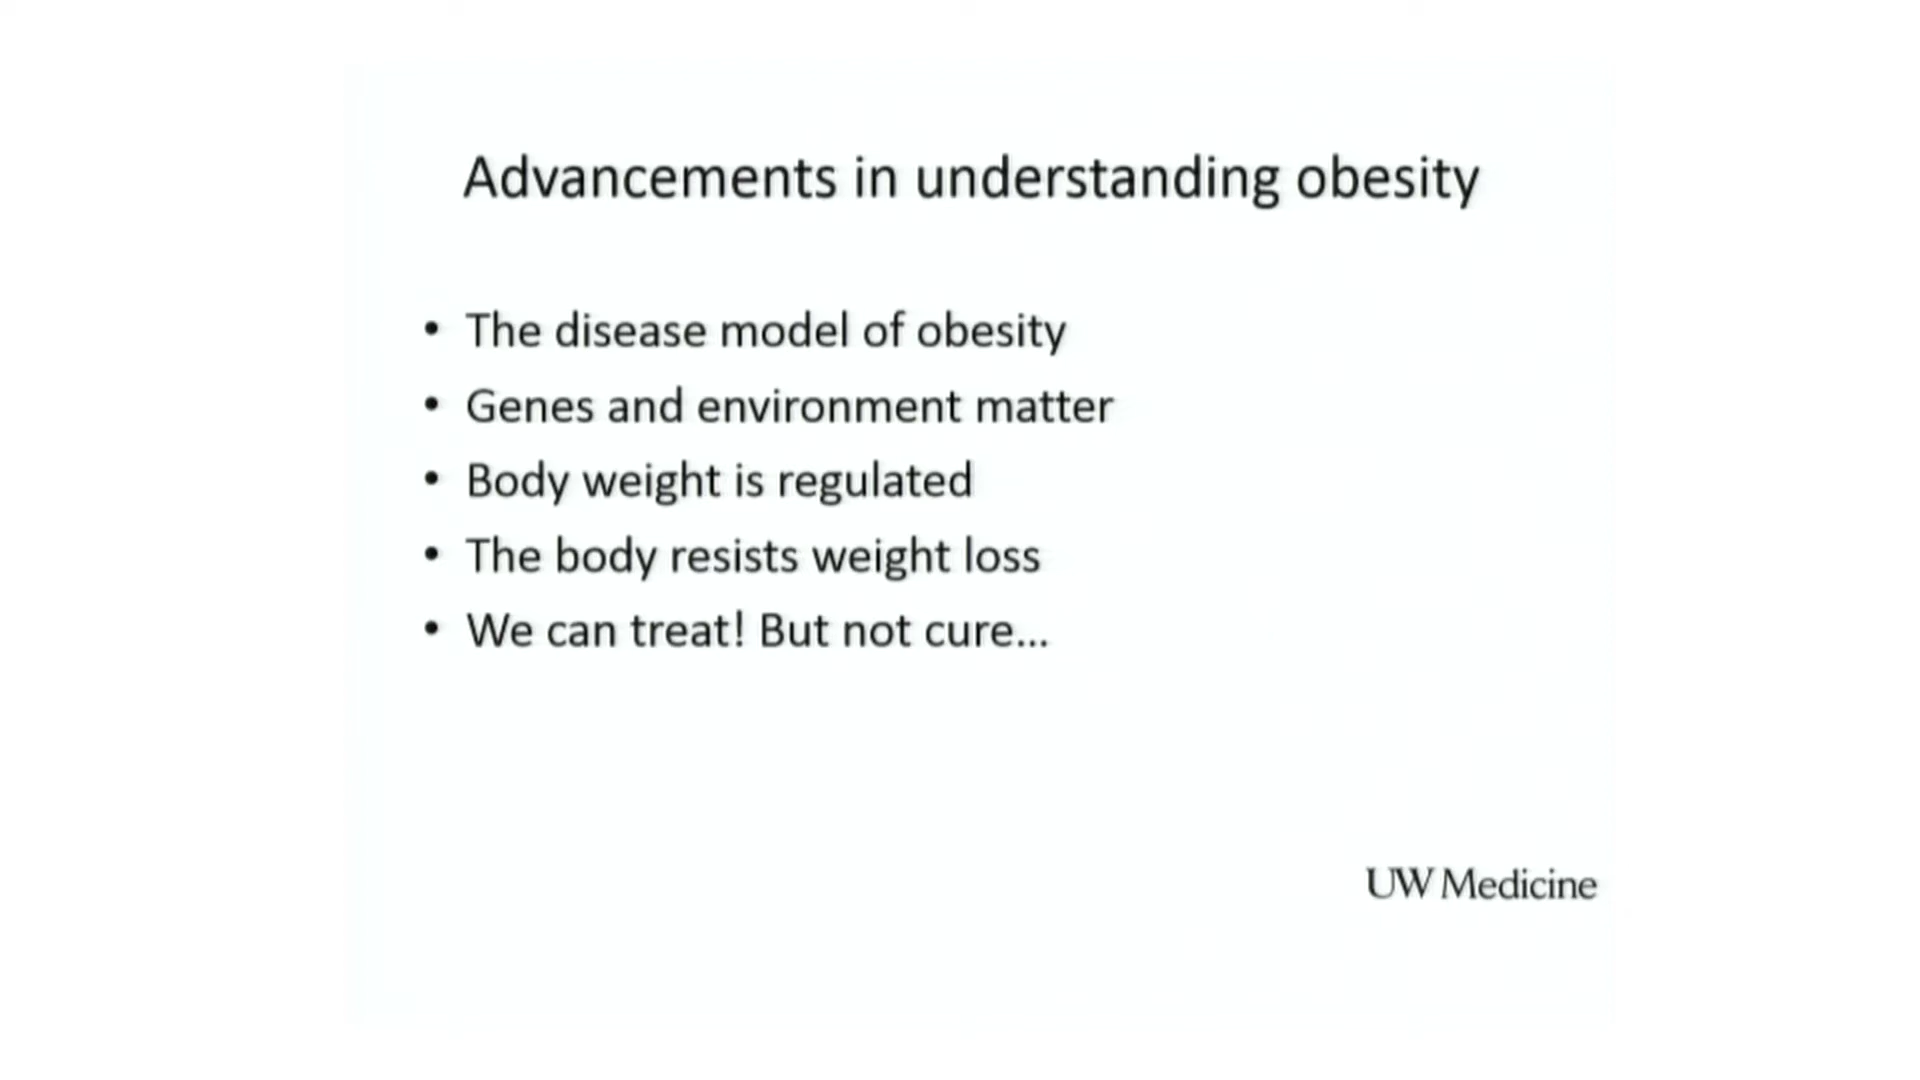 Advancements in understanding obesity
• The disease model of obesity
• Genes and environment matter
• Body weight is regulated
• The body resists weight loss
• We can treat! But not cure...
UW Medicine